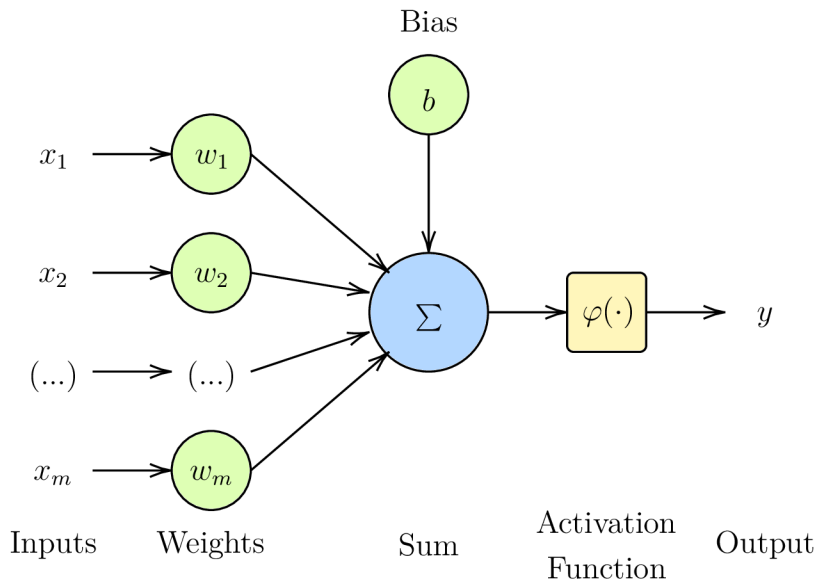 Bias
b
x₁
w₁
x₂
w₂
Σ
φ(·)
y
(...)
(...)
xₘ
wₘ
Inputs
Weights
Sum
Activation
Function
Output